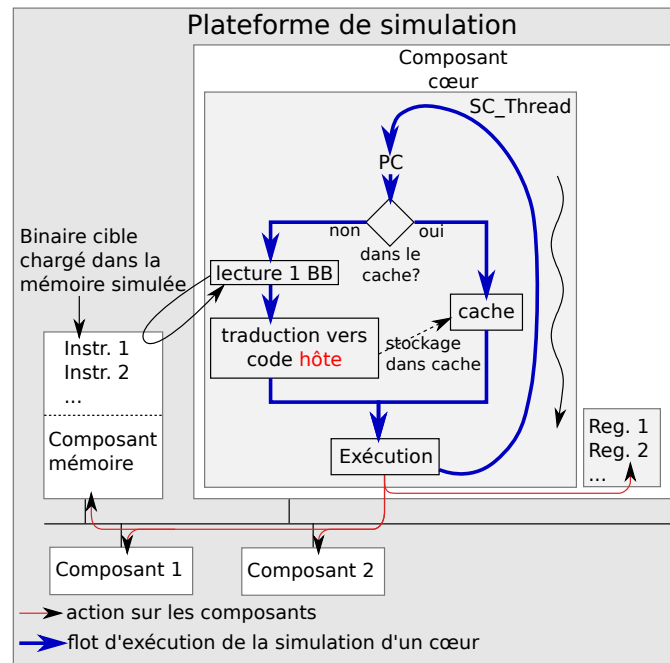 Plateforme de simulation
Composant
cœur
SC_Thread
PC
non
oui
dans le
cache?
Binaire cible
chargé dans la
mémoire simulée
lecture 1 BB
cache
traduction vers
code hôte
stockage
dans cache
Instr. 1
Instr. 2
...
Composant
mémoire
Exécution
Reg. 1
Reg. 2
...
Composant 1
Composant 2
action sur les composants
flot d'exécution de la simulation d'un cœur